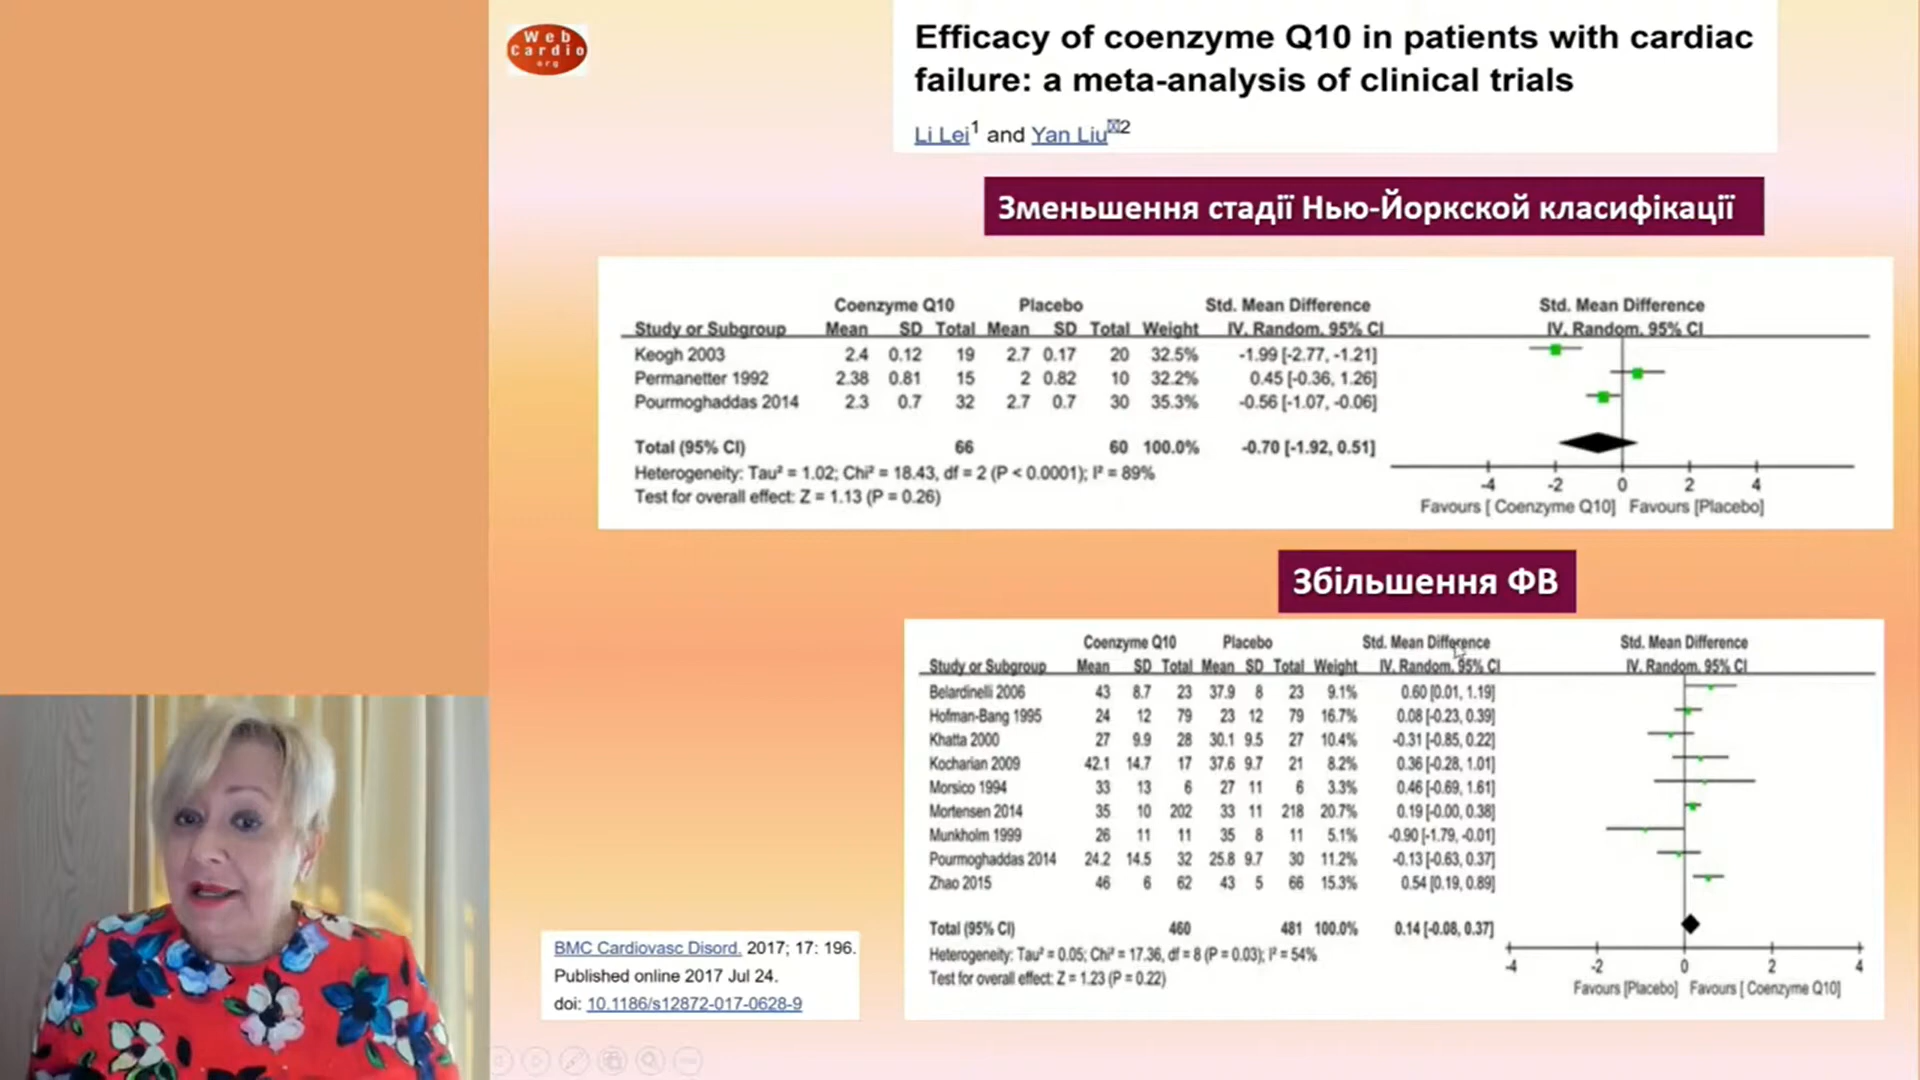 Web
Cardio
org
Efficacy of coenzyme Q10 in patients with cardiac
failure: a meta-analysis of clinical trials
Li Lei1 and Yan Liu2
Зменьшення стадії Нью-Йоркской класифікації
Coenzyme Q10 Placebo Std. Mean Difference Std. Mean Difference
Study or Subgroup Mean SD Total Mean SD Total Weight IV. Random. 95% CI IV. Random. 95% CI
Keogh 2003 2.4 0.12 19 2.7 0.17 20 32.5% -1.99 [-2.77, -1.21]
Permanetter 1992 2.38 0.81 15 2 0.82 10 32.2% 0.45 [-0.36, 1.26]
Pourmoghaddas 2014 2.3 0.7 32 2.7 0.7 30 35.3% -0.56 [-1.07, -0.06]
Total (95% CI) 66 60 100.0% -0.70 [-1.92, 0.51]
Heterogeneity: Tau² = 1.02; Chi² = 18.43, df = 2 (P < 0.0001); I² = 89%
Test for overall effect: Z = 1.13 (P = 0.26)
-4 -2 0 2 4
Favours [ Coenzyme Q10] Favours [Placebo]
Збільшення ФВ
Coenzyme Q10 Placebo Std. Mean Difference Std. Mean Difference
Study or Subgroup Mean SD Total Mean SD Total Weight IV. Random. 95% CI IV. Random. 95% CI
Belardinelli 2006 43 8.7 23 37.9 8 23 9.1% 0.60 [0.01, 1.19]
Hofman-Bang 1995 24 12 79 23 12 79 16.7% 0.08 [-0.23, 0.39]
Khatta 2000 27 9.9 28 30.1 9.5 27 10.4% -0.31 [-0.85, 0.22]
Kocharian 2009 42.1 14.7 17 37.6 9.7 21 8.2% 0.36 [-0.28, 1.01]
Morsico 1994 33 13 6 27 11 6 3.3% 0.46 [-0.69, 1.61]
Mortensen 2014 35 10 202 33 11 218 20.7% 0.19 [-0.00, 0.38]
Munkholm 1999 26 11 11 35 8 11 5.1% -0.90 [-1.79, -0.01]
Pourmoghaddas 2014 24.2 14.5 32 25.8 9.7 30 11.2% -0.13 [-0.63, 0.37]
Zhao 2015 46 6 62 43 5 66 15.3% 0.54 [0.19, 0.89]
Total (95% CI) 460 481 100.0% 0.14 [-0.08, 0.37]
Heterogeneity: Tau² = 0.05; Chi² = 17.36, df = 8 (P = 0.03); I² = 54%
Test for overall effect: Z = 1.23 (P = 0.22)
-4 -2 0 2 4
Favours [Placebo] Favours [ Coenzyme Q10]
BMC Cardiovasc Disord. 2017; 17: 196.
Published online 2017 Jul 24.
doi: 10.1186/s12872-017-0628-9